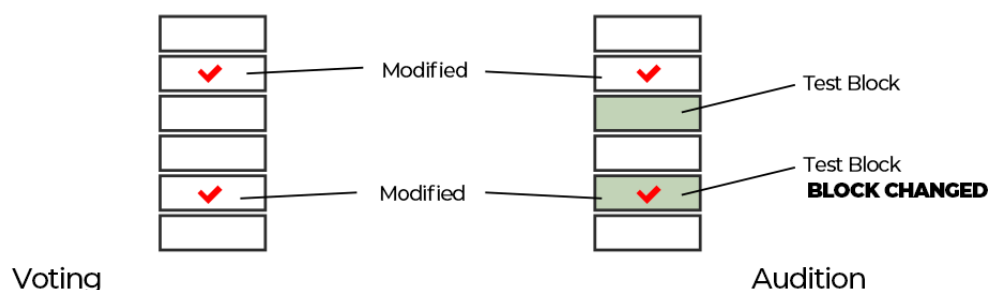 Modified
Test Block
Test Block
BLOCK CHANGED
Modified
Voting
Audition